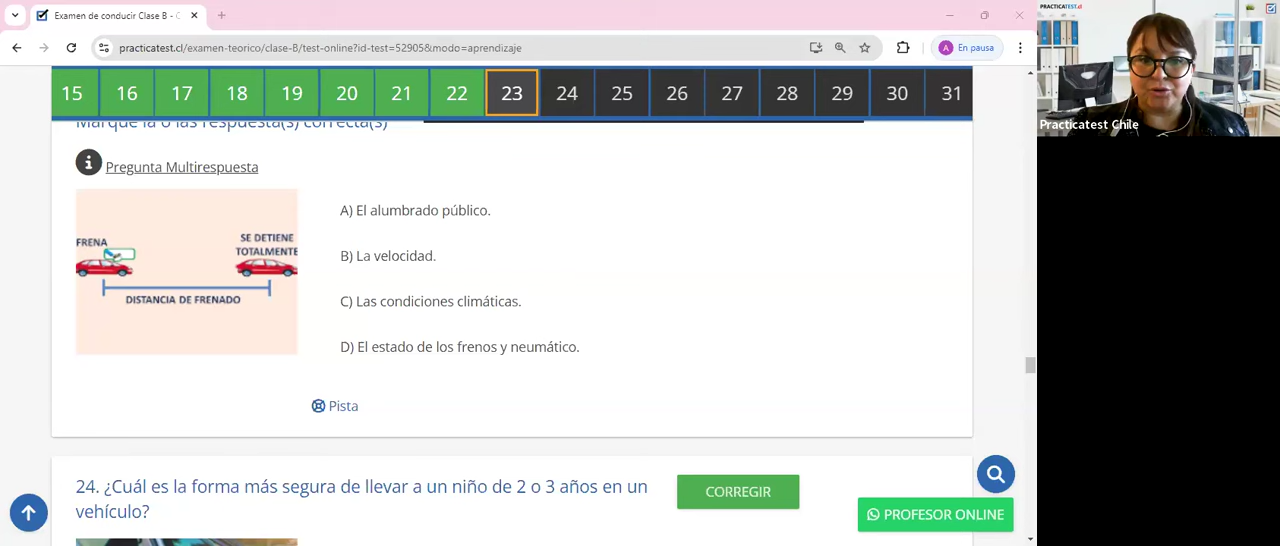 Examen de conducir Clase B - C
practicatest.cl/examen-teorico/clase-B/test-online?id-test=52905&modo=aprendizaje
A
En pausa
15 16 17 18 19 20 21 22 23 24 25 26 27 28 29 30 31
Marque la o las respuesta(s) correcta(s)
i Pregunta Multirespuesta
FRENA
SE DETIENE
TOTALMENTE
DISTANCIA DE FRENADO
A) El alumbrado público.
B) La velocidad.
C) Las condiciones climáticas.
D) El estado de los frenos y neumático.
Pista
24. ¿Cuál es la forma más segura de llevar a un niño de 2 o 3 años en un
vehículo?
CORREGIR
PROFESOR ONLINE
PRACTICATEST.cl
Practicatest Chile